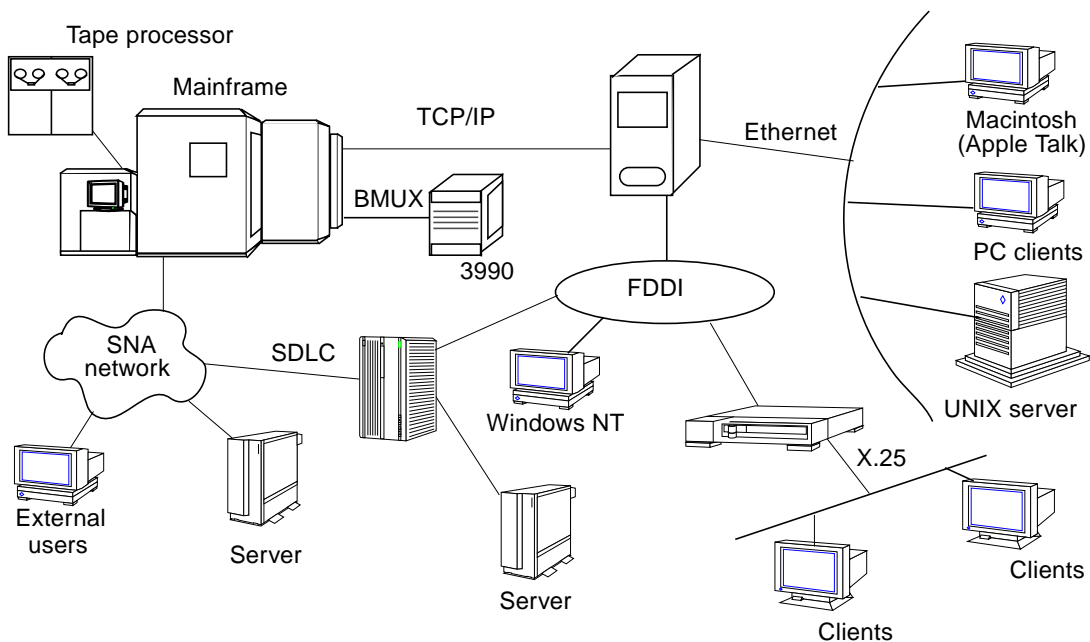 Tape processor
Mainframe
TCP/IP
Ethernet
Macintosh
(Apple Talk)
BMUX
3990
PC clients
FDDI
SNA
network
SDLC
Windows NT
UNIX server
X.25
External
users
Server
Server
Clients
Clients